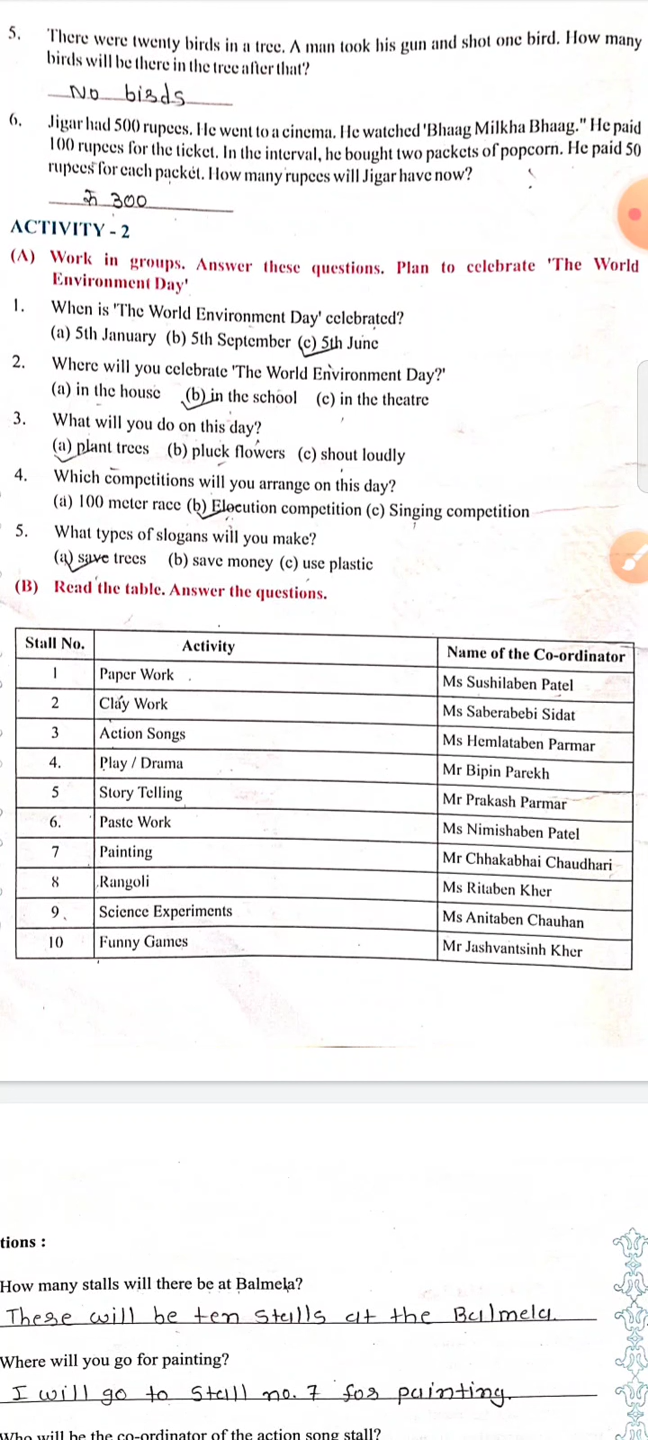 5. There were twenty birds in a tree. A man took his gun and shot one bird. How many
birds will be there in the tree after that?
No birds
6. Jigar had 500 rupees. He went to a cinema. He watched 'Bhaag Milkha Bhaag." He paid
100 rupees for the ticket. In the interval, he bought two packets of popcorn. He paid 50
rupees for each packet. How many rupees will Jigar have now?
₹ 300
ACTIVITY - 2
(A) Work in groups. Answer these questions. Plan to celebrate 'The World
Environment Day'
1. When is 'The World Environment Day' celebrated?
(a) 5th January (b) 5th September (c) 5th June
2. Where will you celebrate 'The World Environment Day?'
(a) in the house (b) in the school (c) in the theatre
3. What will you do on this day?
(a) plant trees (b) pluck flowers (c) shout loudly
4. Which competitions will you arrange on this day?
(a) 100 meter race (b) Elocution competition (c) Singing competition
5. What types of slogans will you make?
(a) save trees (b) save money (c) use plastic
(B) Read the table. Answer the questions.
Stall No. Activity Name of the Co-ordinator
1 Paper Work Ms Sushilaben Patel
2 Clay Work Ms Saberabebi Sidat
3 Action Songs Ms Hemlataben Parmar
4. Play / Drama Mr Bipin Parekh
5 Story Telling Mr Prakash Parmar
6. Paste Work Ms Nimishaben Patel
7 Painting Mr Chhakabhai Chaudhari
8 Rangoli Ms Ritaben Kher
9 Science Experiments Ms Anitaben Chauhan
10 Funny Games Mr Jashvantsinh Kher
tions :
How many stalls will there be at Balmela?
There will be ten stalls at the Balmela.
Where will you go for painting?
I will go to stall no. 7 for painting.
Who will be the co-ordinator of the action song stall?